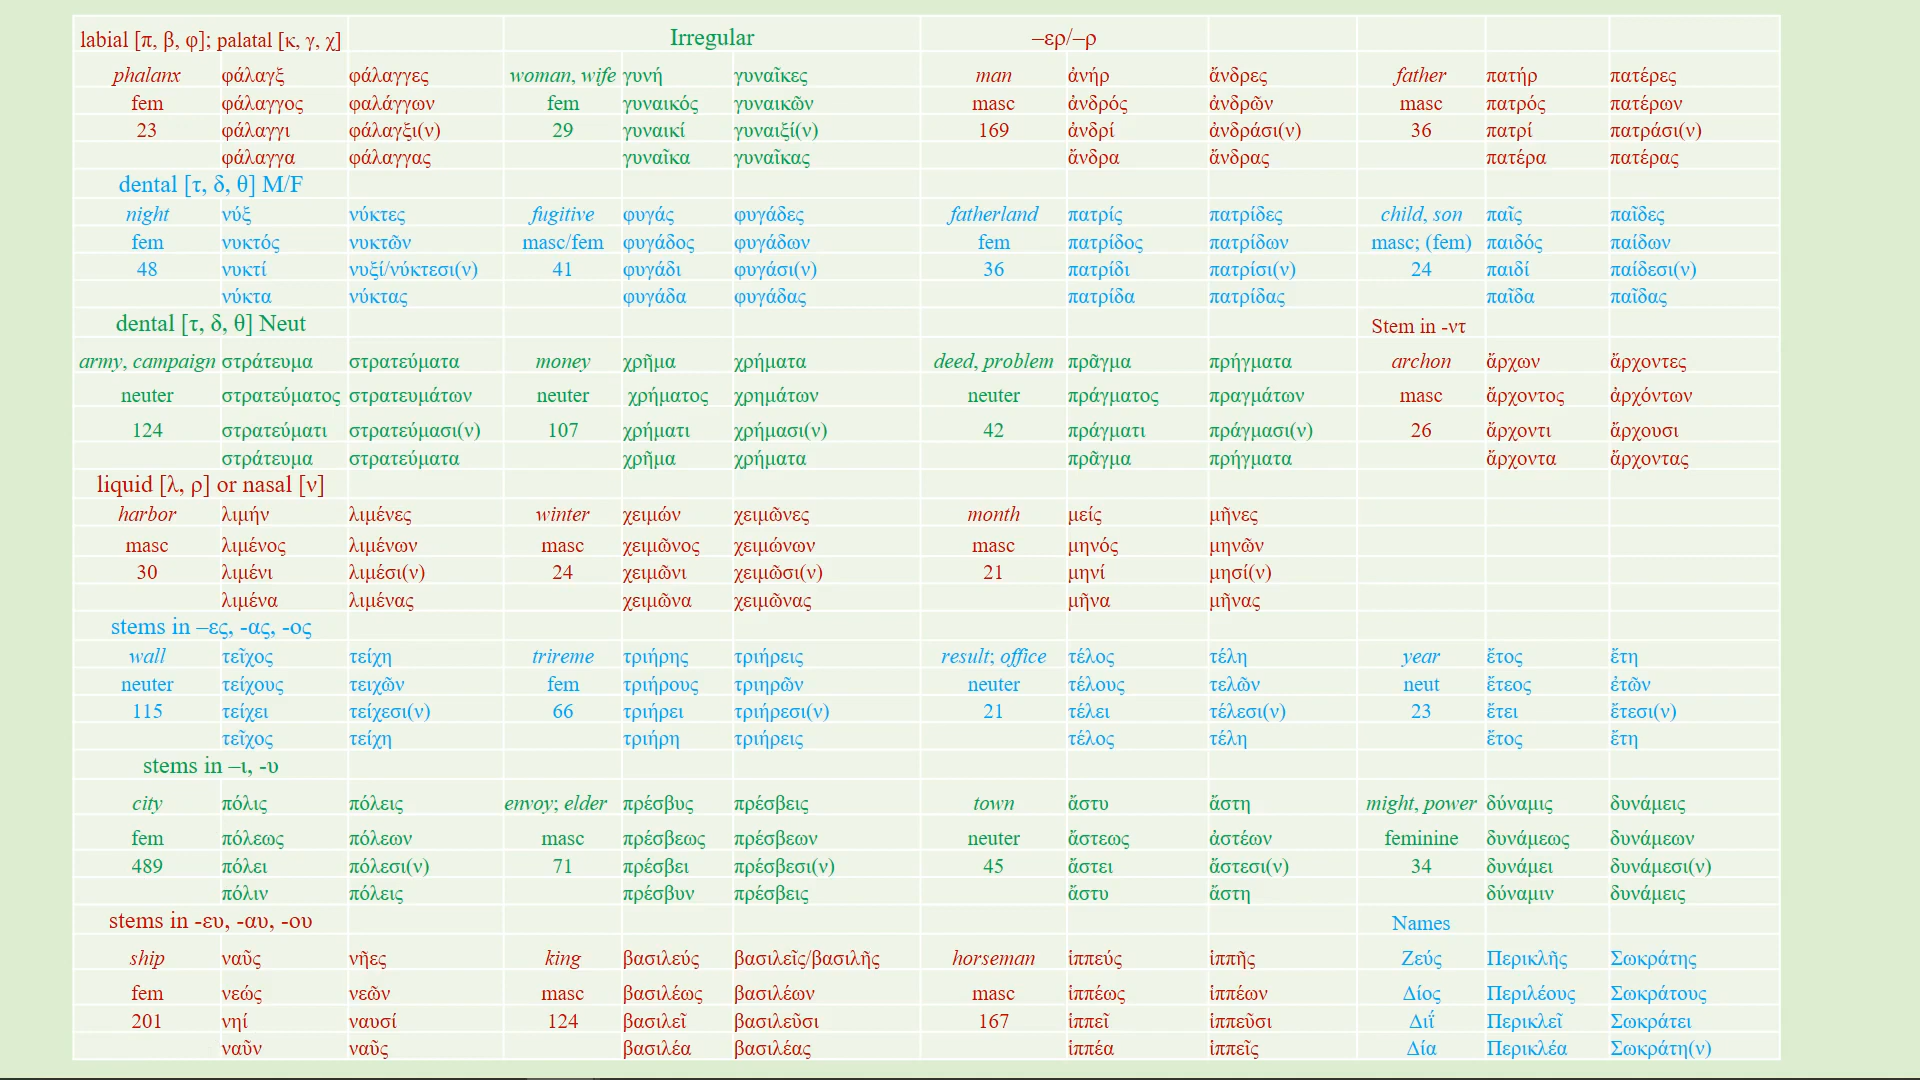 labial [π, β, φ]; palatal [κ, γ, χ] Irregular –ερ/–ρ
phalanx φάλαγξ φάλαγγες woman, wife γυνή γυναῖκες man ἀνήρ ἄνδρες father πατήρ πατέρες
fem φάλαγγος φαλάγγων fem γυναικός γυναικῶν masc ἀνδρός ἀνδρῶν masc πατρός πατέρων
23 φάλαγγι φάλαγξι(ν) 29 γυναικί γυναιξί(ν) 169 ἀνδρί ἀνδράσι(ν) 36 πατρί πατράσι(ν)
φάλαγγα φάλαγγας γυναῖκα γυναῖκας ἄνδρα ἄνδρας πατέρα πατέρας
dental [τ, δ, θ] M/F
night νύξ νύκτες fugitive φυγάς φυγάδες fatherland πατρίς πατρίδες child, son παῖς παῖδες
fem νυκτός νυκτῶν masc/fem φυγάδος φυγάδων fem πατρίδος πατρίδων masc; (fem) παιδός παίδων
48 νυκτί νυξί/νύκτεσι(ν) 41 φυγάδι φυγάσι(ν) 36 πατρίδι πατρίσι(ν) 24 παιδί παίδεσι(ν)
νύκτα νύκτας φυγάδα φυγάδας πατρίδα πατρίδας παῖδα παῖδας
dental [τ, δ, θ] Neut Stem in -ντ
army, campaign στράτευμα στρατεύματα money χρῆμα χρήματα deed, problem πρᾶγμα πρήγματα archon ἄρχων ἄρχοντες
neuter στρατεύματος στρατευμάτων neuter χρήματος χρημάτων neuter πράγματος πραγμάτων masc ἄρχοντος ἀρχόντων
124 στρατεύματι στρατεύμασι(ν) 107 χρήματι χρήμασι(ν) 42 πράγματι πράγμασι(ν) 26 ἄρχοντι ἄρχουσι
στράτευμα στρατεύματα χρῆμα χρήματα πρᾶγμα πρήγματα ἄρχοντα ἄρχοντας
liquid [λ, ρ] or nasal [ν]
harbor λιμήν λιμένες winter χειμών χειμῶνες month μείς μῆνες
masc λιμένος λιμένων masc χειμῶνος χειμώνων masc μηνός μηνῶν
30 λιμένι λιμέσι(ν) 24 χειμῶνι χειμῶσι(ν) 21 μηνί μησί(ν)
λιμένα λιμένας χειμῶνα χειμῶνας μῆνα μῆνας
stems in –ες, -ας, -ος
wall τεῖχος τείχη trireme τριήρης τριήρεις result; office τέλος τέλη year ἔτος ἔτη
neuter τείχους τειχῶν fem τριήρους τριηρῶν neuter τέλους τελῶν neut ἔτεος ἐτῶν
115 τείχει τείχεσι(ν) 66 τριήρει τριήρεσι(ν) 21 τέλει τέλεσι(ν) 23 ἔτει ἔτεσι(ν)
τεῖχος τείχη τριήρη τριήρεις τέλος τέλη ἔτος ἔτη
stems in –ι, -υ
city πόλις πόλεις envoy; elder πρέσβυς πρέσβεις town ἄστυ ἄστη might, power δύναμις δυνάμεις
fem πόλεως πόλεων masc πρέσβεως πρέσβεων neuter ἄστεως ἀστέων feminine δυνάμεως δυνάμεων
489 πόλει πόλεσι(ν) 71 πρέσβει πρέσβεσι(ν) 45 ἄστει ἄστεσι(ν) 34 δυνάμει δυνάμεσι(ν)
πόλιν πόλεις πρέσβυν πρέσβεις ἄστυ ἄστη δύναμιν δυνάμεις
stems in -ευ, -αυ, -ου Names
ship ναῦς νῆες king βασιλεύς βασιλεῖς/βασιλῆς horseman ἱππεύς ἱππῆς Ζεύς Περικλῆς Σωκράτης
fem νεώς νεῶν masc βασιλέως βασιλέων masc ἱππέως ἱππέων Δίος Περιλέους Σωκράτους
201 νηί ναυσί 124 βασιλεῖ βασιλεῦσι 167 ἱππεῖ ἱππεῦσι Διΐ Περικλεῖ Σωκράτει
ναῦν ναῦς βασιλέα βασιλέας ἱππέα ἱππεῖς Δία Περικλέα Σωκράτη(ν)